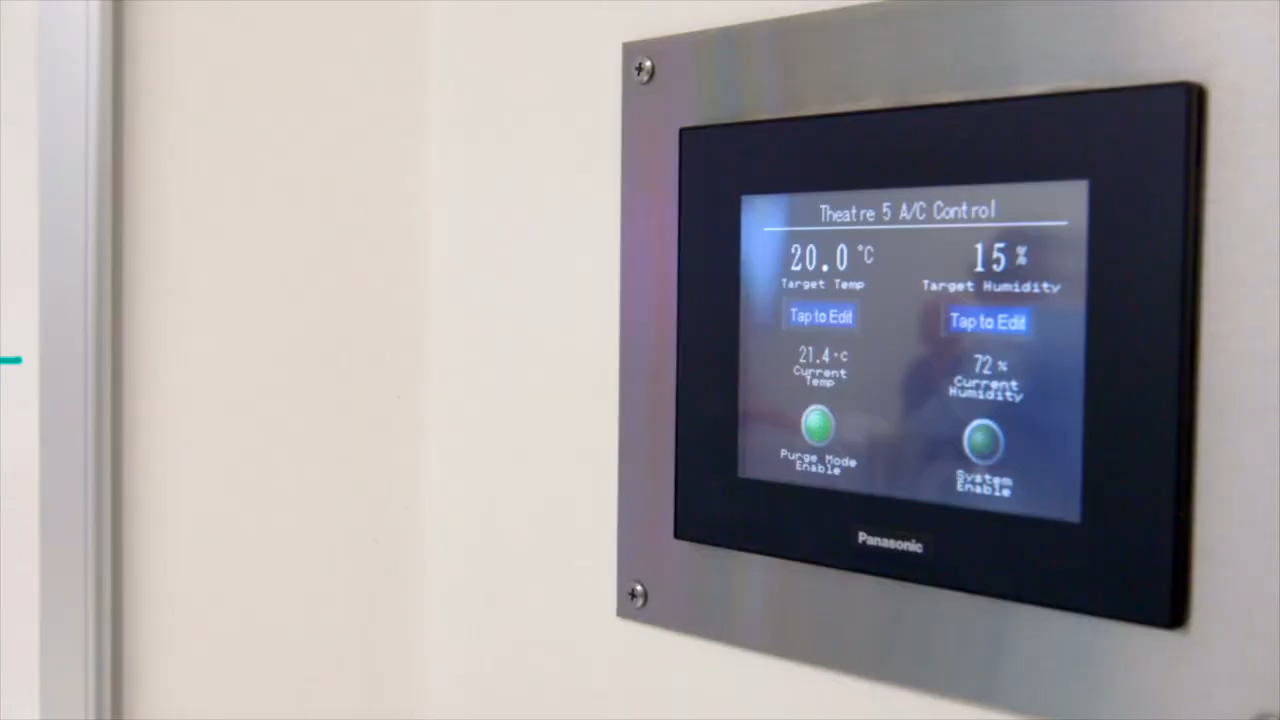 Theatre 5 A/C Control
20.0 °C
15 %
Target Temp
Target Humidity
Tap to Edit
Tap to Edit
21.4 °C
72 %
Current
Temp
Current
Humidity
Purge Mode
Enable
System
Enable
Panasonic